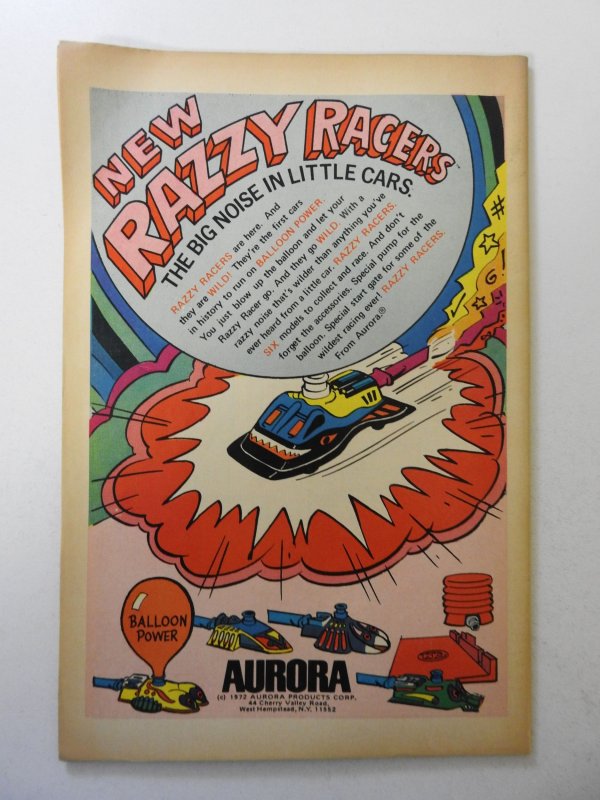 NEW
RAZZY RACERS™
THE BIG NOISE IN LITTLE CARS.
RAZZY RACERS are here. And
they are WILD! They're the first cars
in history to run on BALLOON POWER.
You just blow up the balloon and let your
Razzy Racer go. And they go WILD. With a
razzy noise that's wilder than anything you've
ever heard from a little car. RAZZY RACERS.
SIX models to collect and race. And don't
forget the accessories. Special pump for the
balloon. Special start gate for some of the
wildest racing ever! RAZZY RACERS.
From Aurora.®
BALLOON
POWER
AURORA
(c) 1972 AURORA PRODUCTS CORP.
44 Cherry Valley Road,
West Hempstead, N.Y. 11552